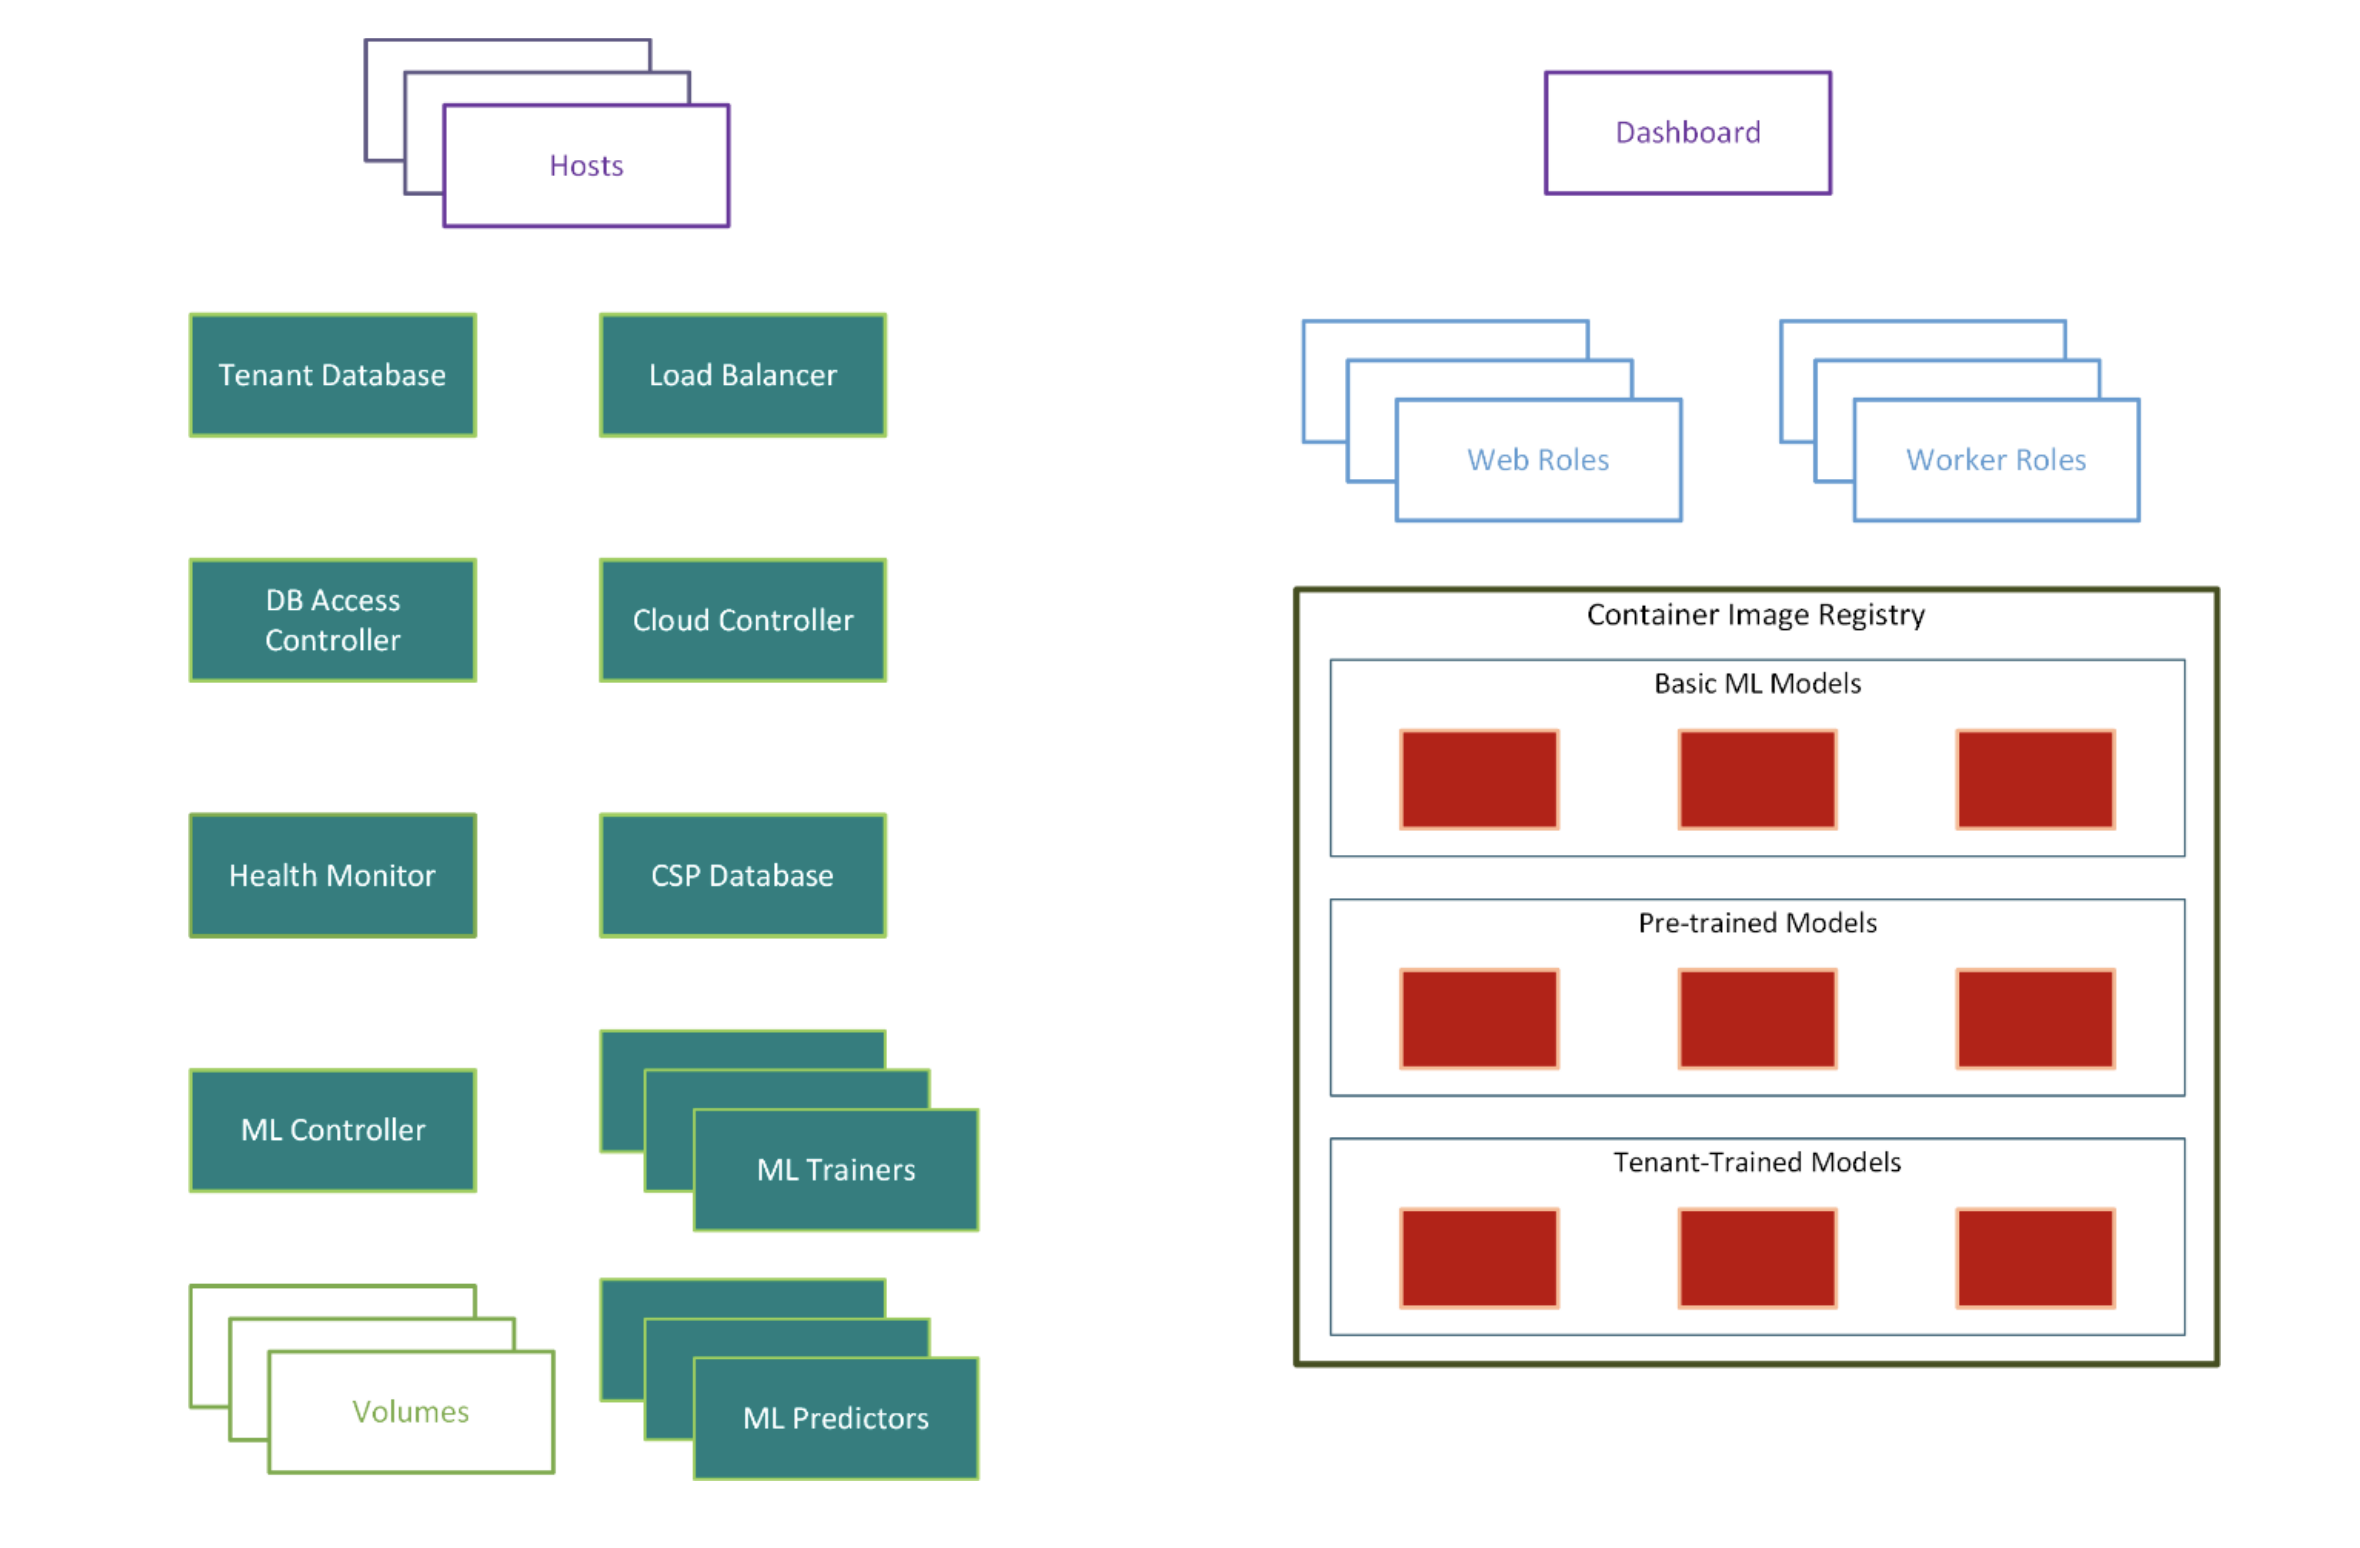 Hosts
Dashboard
Tenant Database
Load Balancer
Web Roles
Worker Roles
DB Access
Controller
Cloud Controller
Container Image Registry
Basic ML Models
Health Monitor
CSP Database
Pre-trained Models
ML Controller
ML Trainers
Tenant-Trained Models
Volumes
ML Predictors